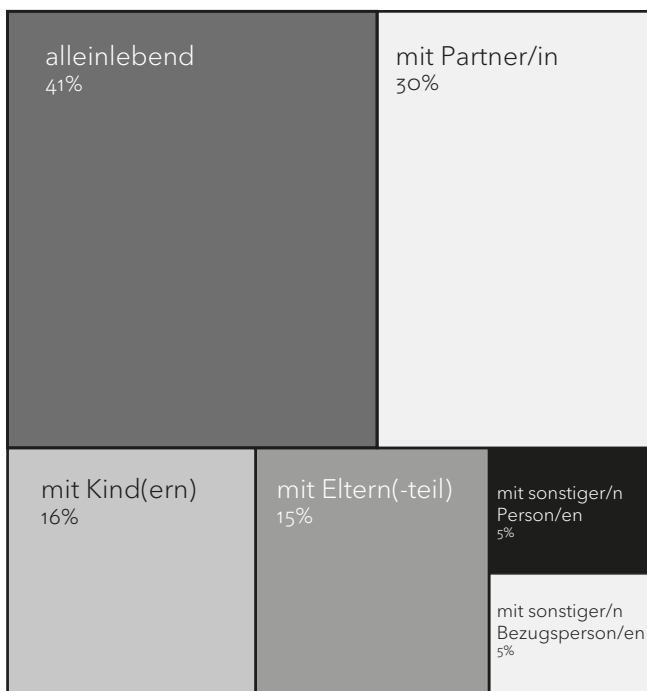 alleinlebend
41%
mit Partner/in
30%
mit Kind(ern)
16%
mit Eltern(-teil)
15%
mit sonstiger/n
Person/en
5%
mit sonstiger/n
Bezugsperson/en
5%